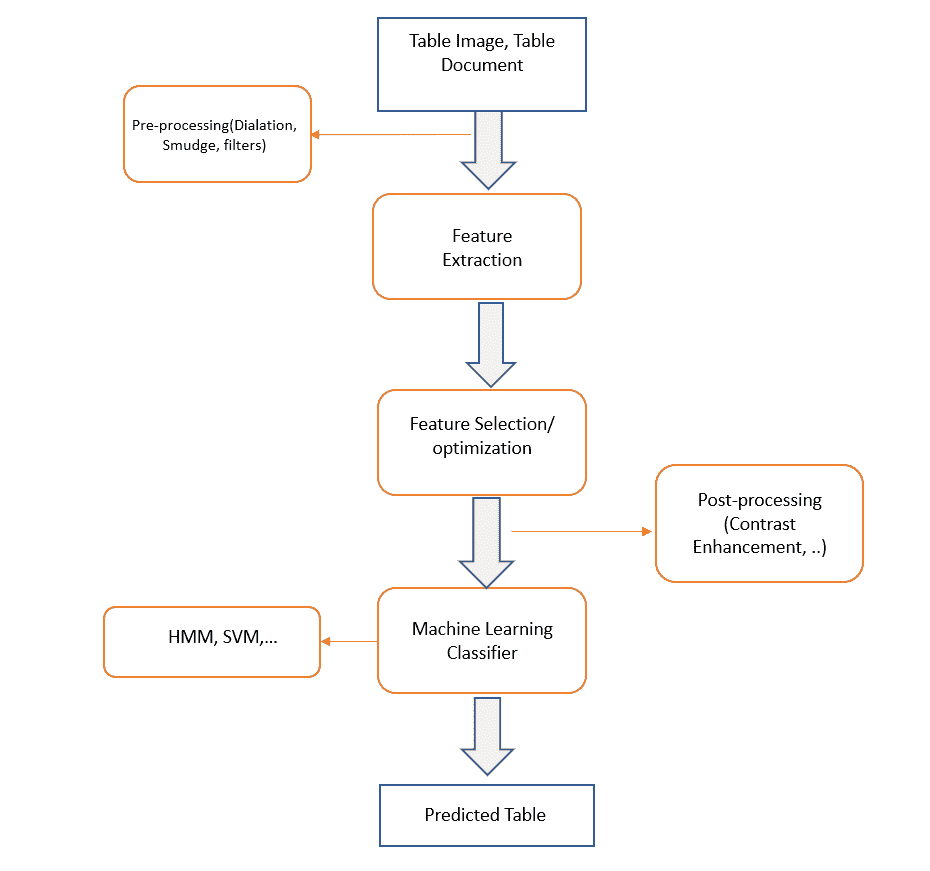 Table Image, Table
Document
Pre-processing(Dialation,
Smudge, filters)
Feature
Extraction
Feature Selection/
optimization
Post-processing
(Contrast
Enhancement, ..)
Machine Learning
Classifier
HMM, SVM,...
Predicted Table